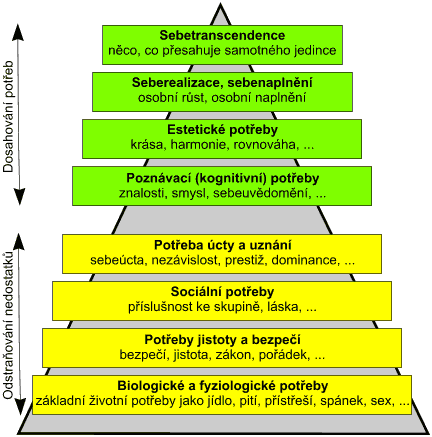 Sebetranscendence
něco, co přesahuje samotného jedince
Seberealizace, sebenaplnění
osobní růst, osobní naplnění
Estetické potřeby
krása, harmonie, rovnováha, ...
Poznávací (kognitivní) potřeby
znalosti, smysl, sebeuvědomění, ...
Dosahování potřeb
Potřeba úcty a uznání
sebeúcta, nezávislost, prestiž, dominance, ...
Sociální potřeby
příslušnost ke skupině, láska, ...
Potřeby jistoty a bezpečí
bezpečí, jistota, zákon, pořádek, ...
Biologické a fyziologické potřeby
základní životní potřeby jako jídlo, pití, přístřeší, spánek, sex, ...
Odstraňování nedostatků